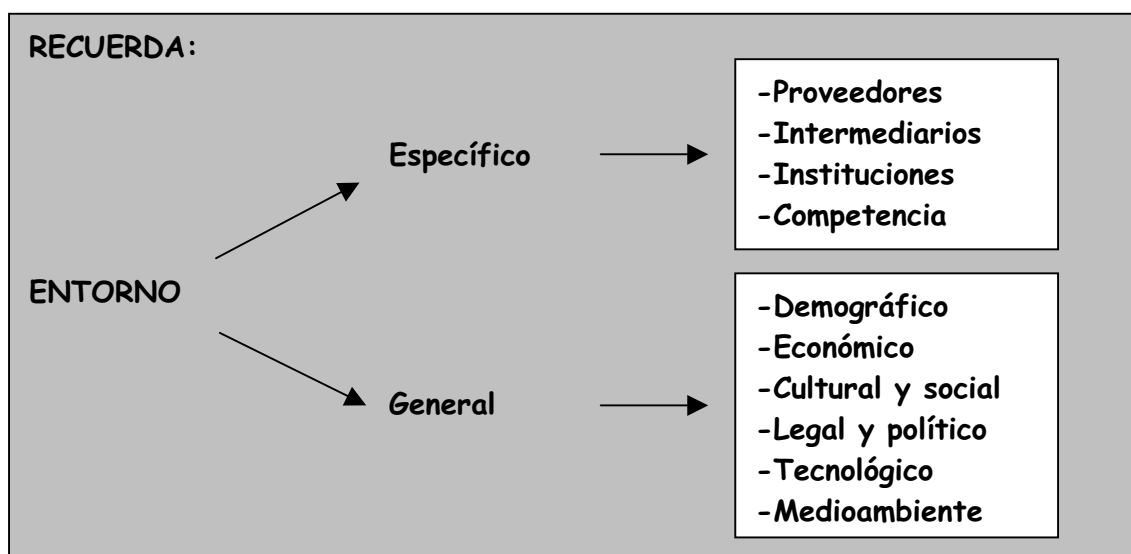 RECUERDA:
Específico
-Proveedores
-Intermediarios
-Instituciones
-Competencia
ENTORNO
General
-Demográfico
-Económico
-Cultural y social
-Legal y político
-Tecnológico
-Medioambiente